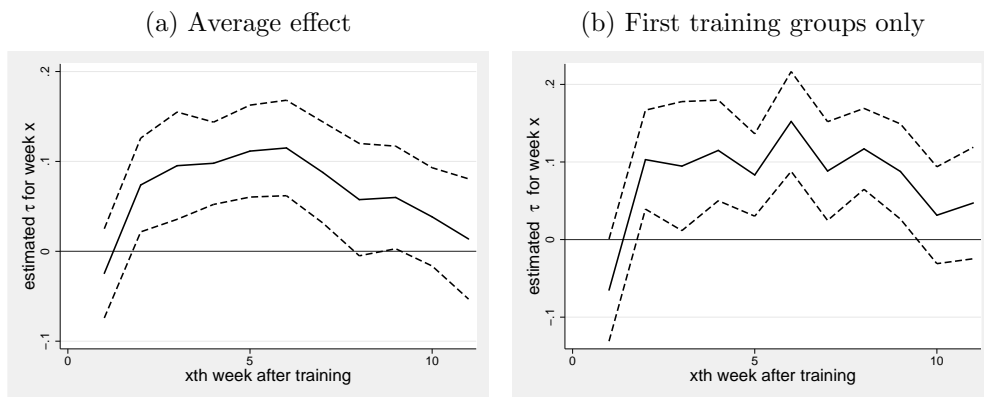 (a) Average effect
(b) First training groups only
estimated τ for week x
.2
.1
0
-.1
0
5
10
xth week after training
estimated τ for week x
.2
.1
0
-.1
0
5
10
xth week after training